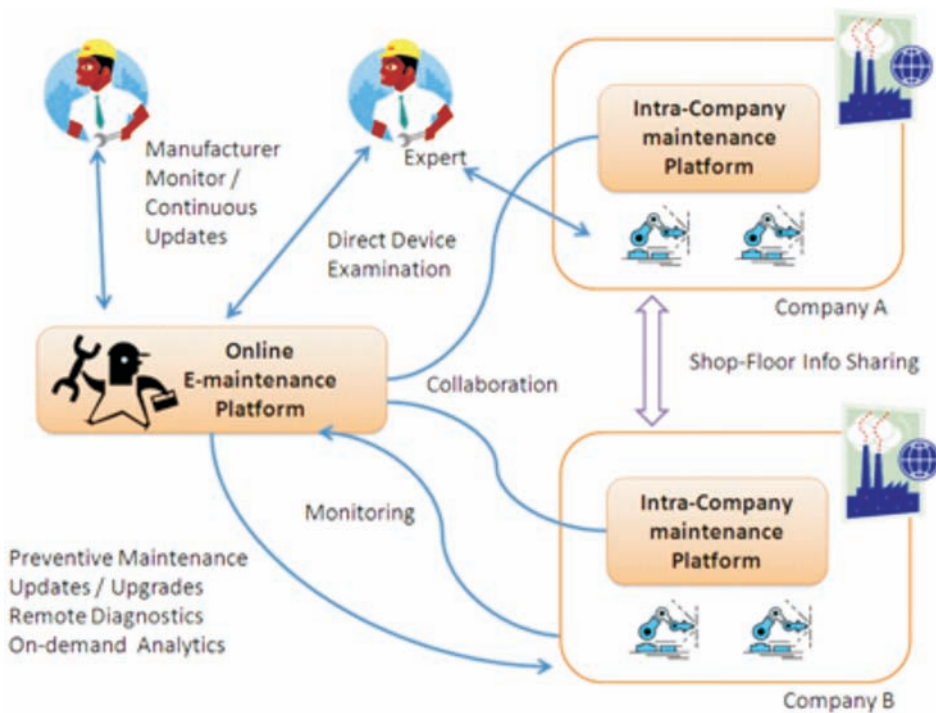 Manufacturer
Monitor /
Continuous
Updates
Expert
Direct Device
Examination
Intra-Company
maintenance
Platform
Company A
Online
E-maintenance
Platform
Collaboration
Shop-Floor Info Sharing
Monitoring
Intra-Company
maintenance
Platform
Preventive Maintenance
Updates / Upgrades
Remote Diagnostics
On-demand Analytics
Company B